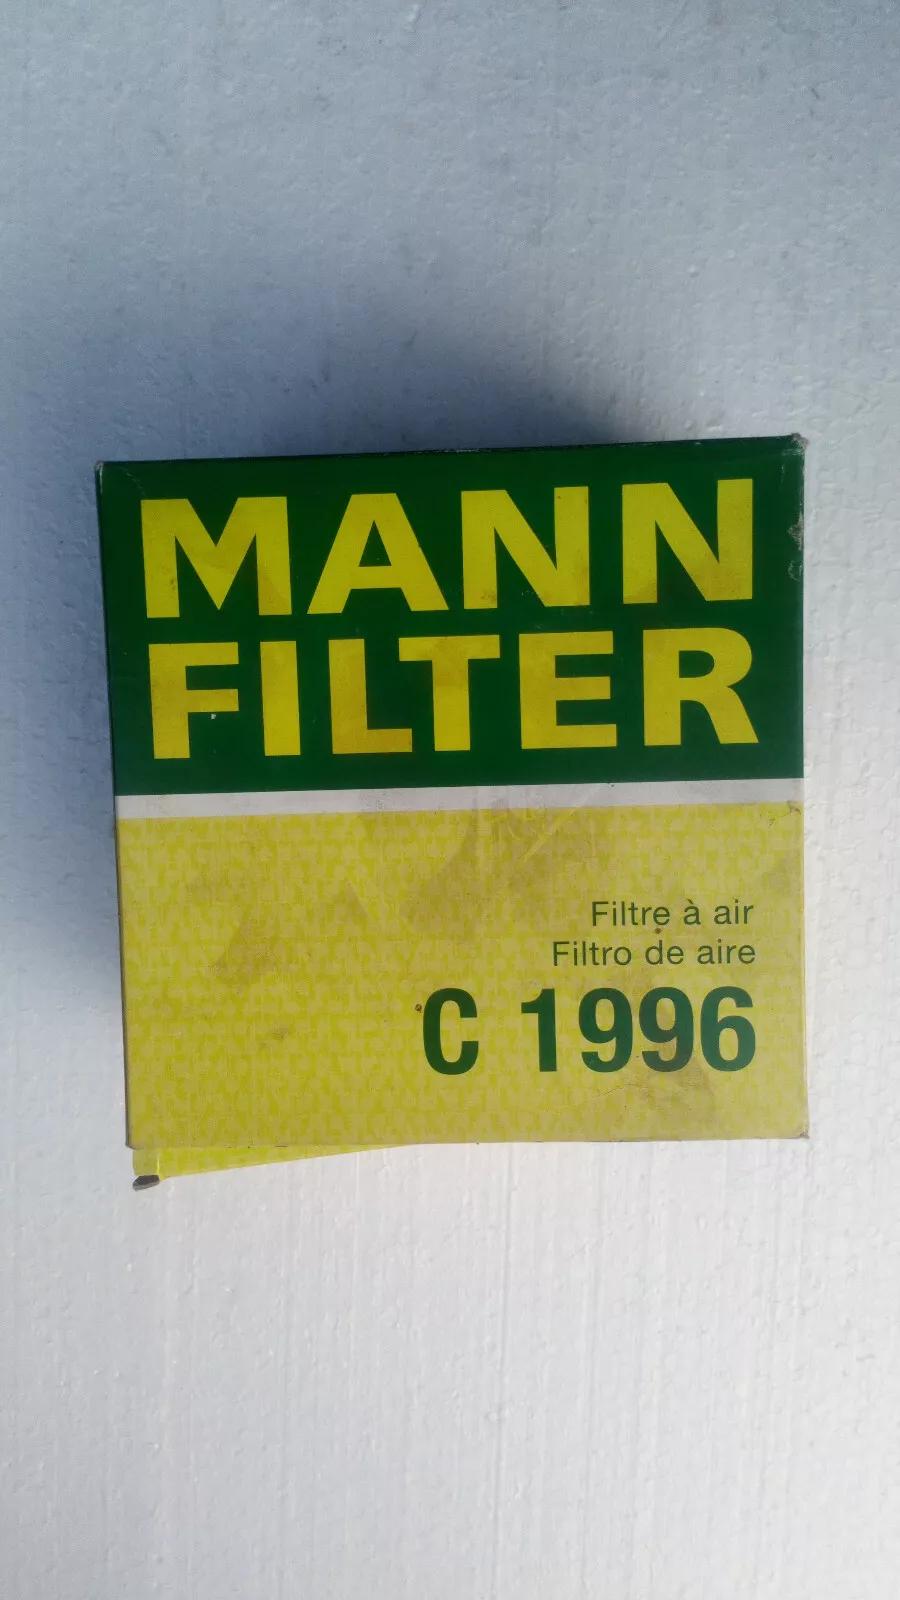 MANN
FILTER
Filtre à air
Filtro de aire
C 1996